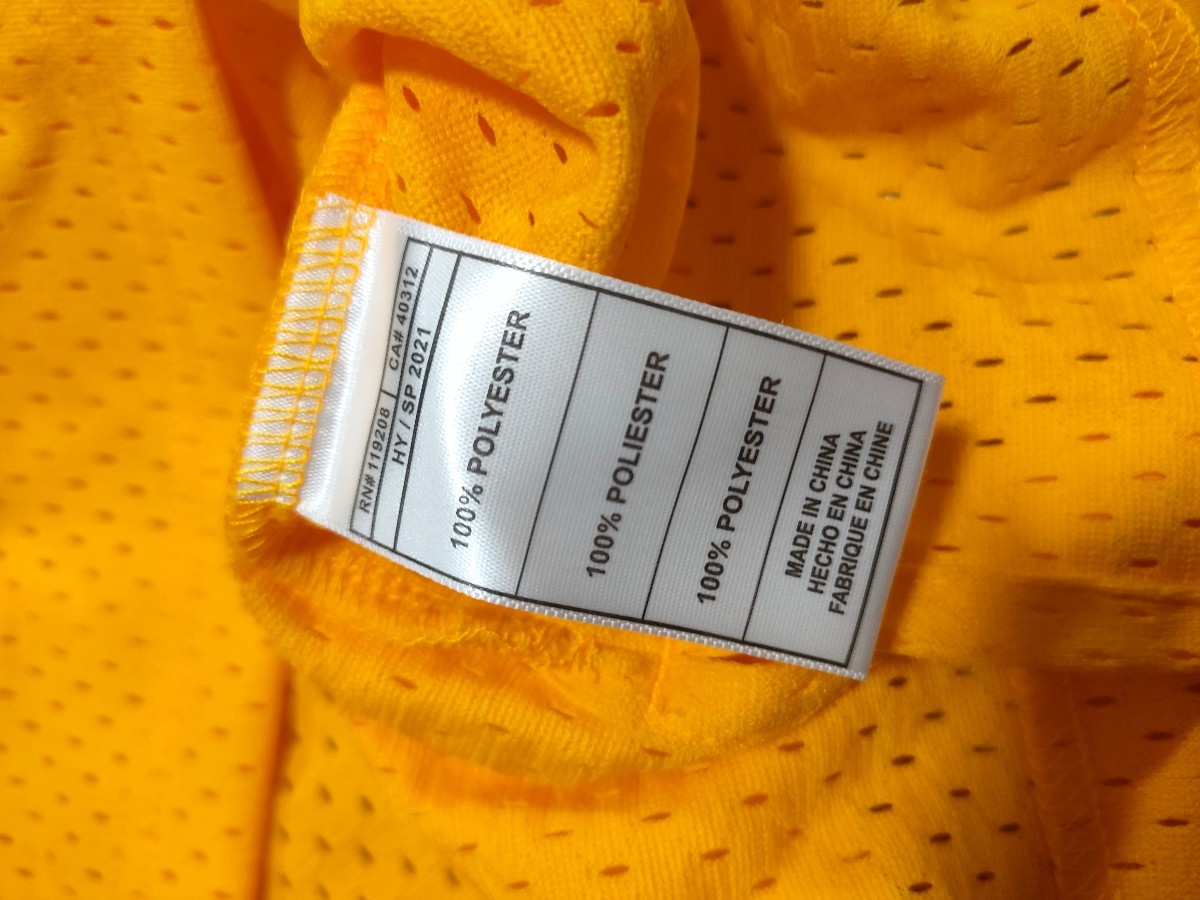 RN# 119208 | CA# 40312
HY / SP 2021
100% POLYESTER
100% POLIESTER
100% POLYESTER
MADE IN CHINA
HECHO EN CHINA
FABRIQUE EN CHINE